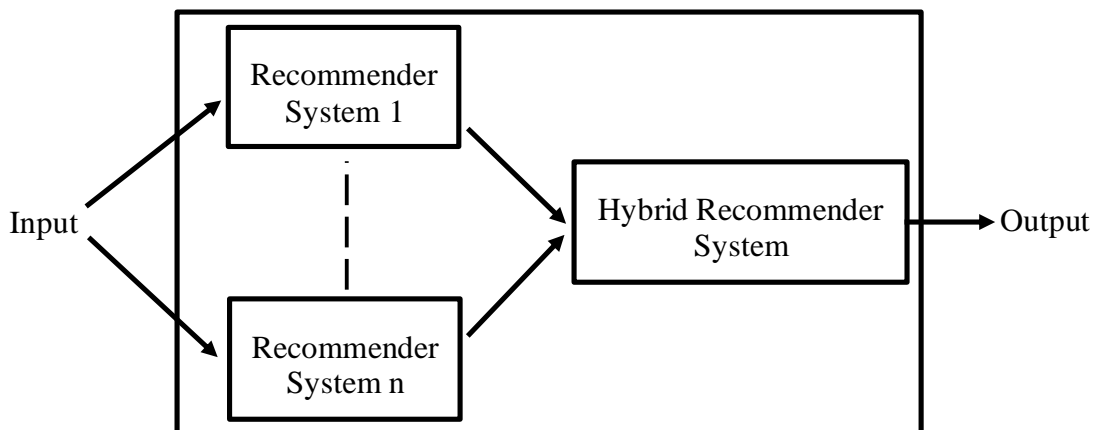 Recommender
System 1
Input
Hybrid Recommender
System
Output
Recommender
System n